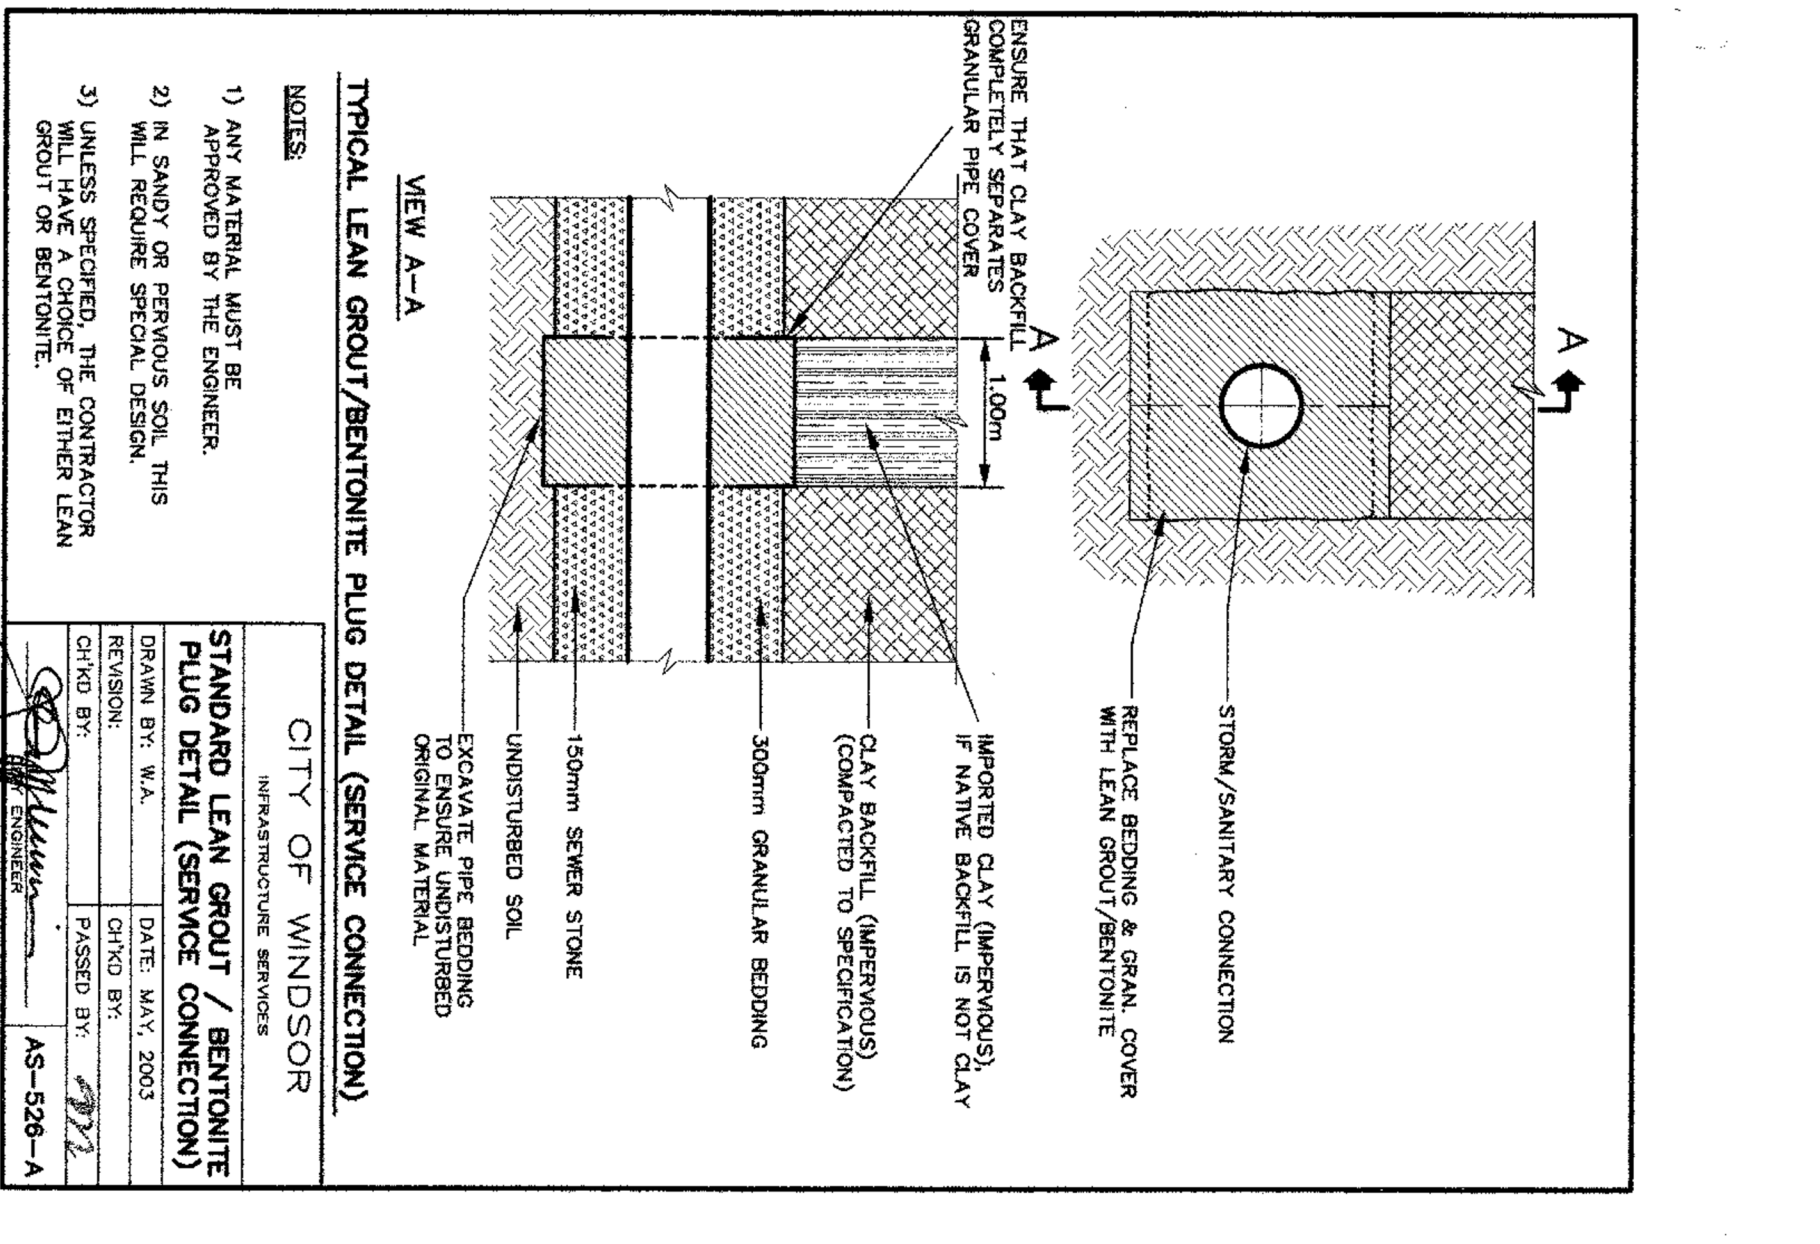 A
A
STORM/SANITARY CONNECTION
REPLACE BEDDING & GRAN. COVER
WITH LEAN GROUT/BENTONITE
ENSURE THAT CLAY BACKFILL
COMPLETELY SEPARATES
GRANULAR PIPE COVER
1.00m
IMPORTED CLAY (IMPERVIOUS),
IF NATIVE BACKFILL IS NOT CLAY
CLAY BACKFILL (IMPERVIOUS)
(COMPACTED TO SPECIFICATION)
300mm GRANULAR BEDDING
150mm SEWER STONE
UNDISTURBED SOIL
EXCAVATE PIPE BEDDING
TO ENSURE UNDISTURBED
ORIGINAL MATERIAL
VIEW A-A
TYPICAL LEAN GROUT/BENTONITE PLUG DETAIL (SERVICE CONNECTION)
NOTES:
1) ANY MATERIAL MUST BE
APPROVED BY THE ENGINEER.
2) IN SANDY OR PERVIOUS SOIL THIS
WILL REQUIRE SPECIAL DESIGN.
3) UNLESS SPECIFIED, THE CONTRACTOR
WILL HAVE A CHOICE OF EITHER LEAN
GROUT OR BENTONITE.
CITY OF WINDSOR
INFRASTRUCTURE SERVICES
STANDARD LEAN GROUT / BENTONITE
PLUG DETAIL (SERVICE CONNECTION)
DRAWN BY: W.A. DATE: MAY, 2003
REVISION: CH'KD BY:
CH'KD BY: PASSED BY:
ENGINEER
AS-526-A